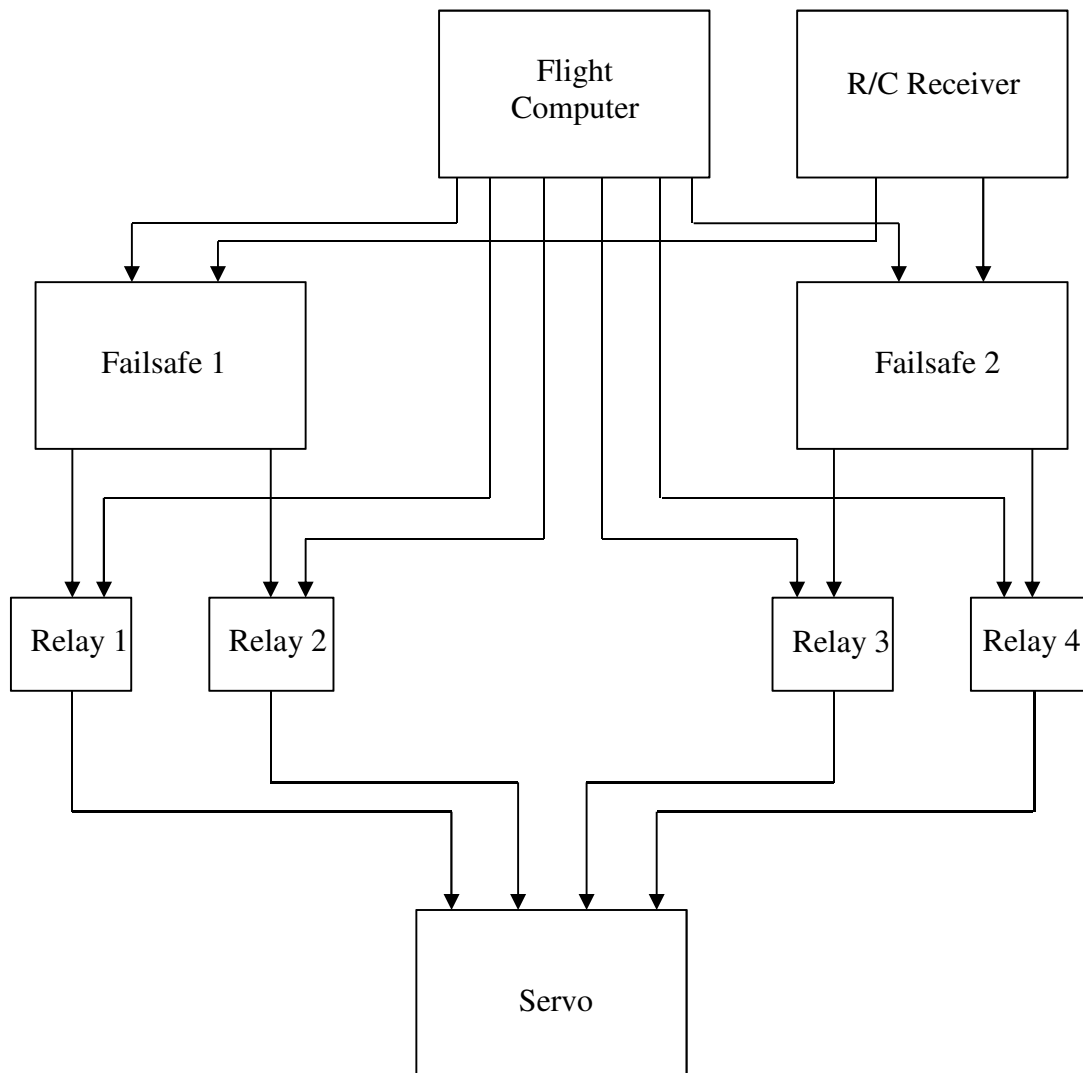 Flight
Computer
R/C Receiver
Failsafe 1
Failsafe 2
Relay 1
Relay 2
Relay 3
Relay 4
Servo